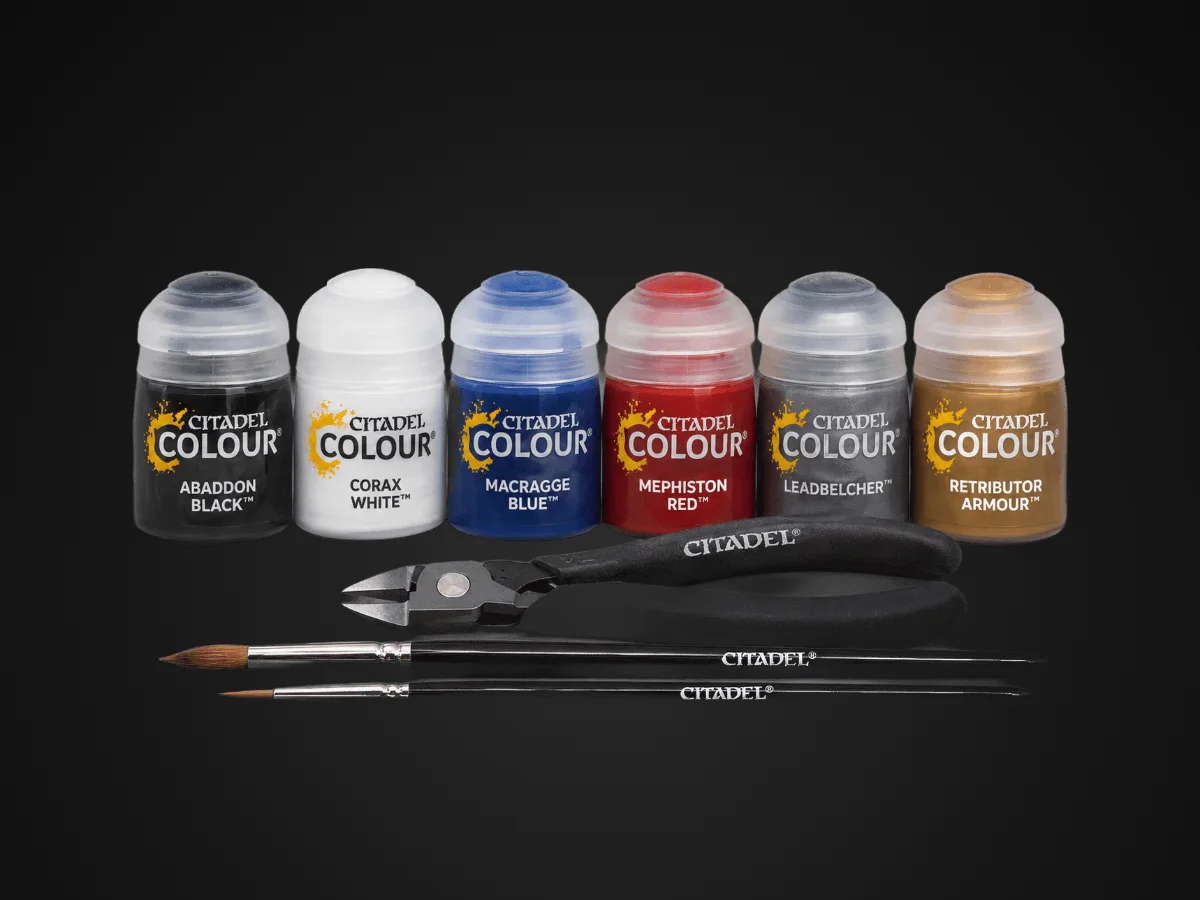 CITADEL
COLOUR®
ABADDON
BLACK™
CITADEL
COLOUR®
CORAX
WHITE™
CITADEL
COLOUR®
MACRAGGE
BLUE™
CITADEL
COLOUR®
MEPHISTON
RED™
CITADEL
COLOUR®
LEADBELCHER™
CITADEL
COLOUR®
RETRIBUTOR
ARMOUR™
CITADEL®
CITADEL®
CITADEL®